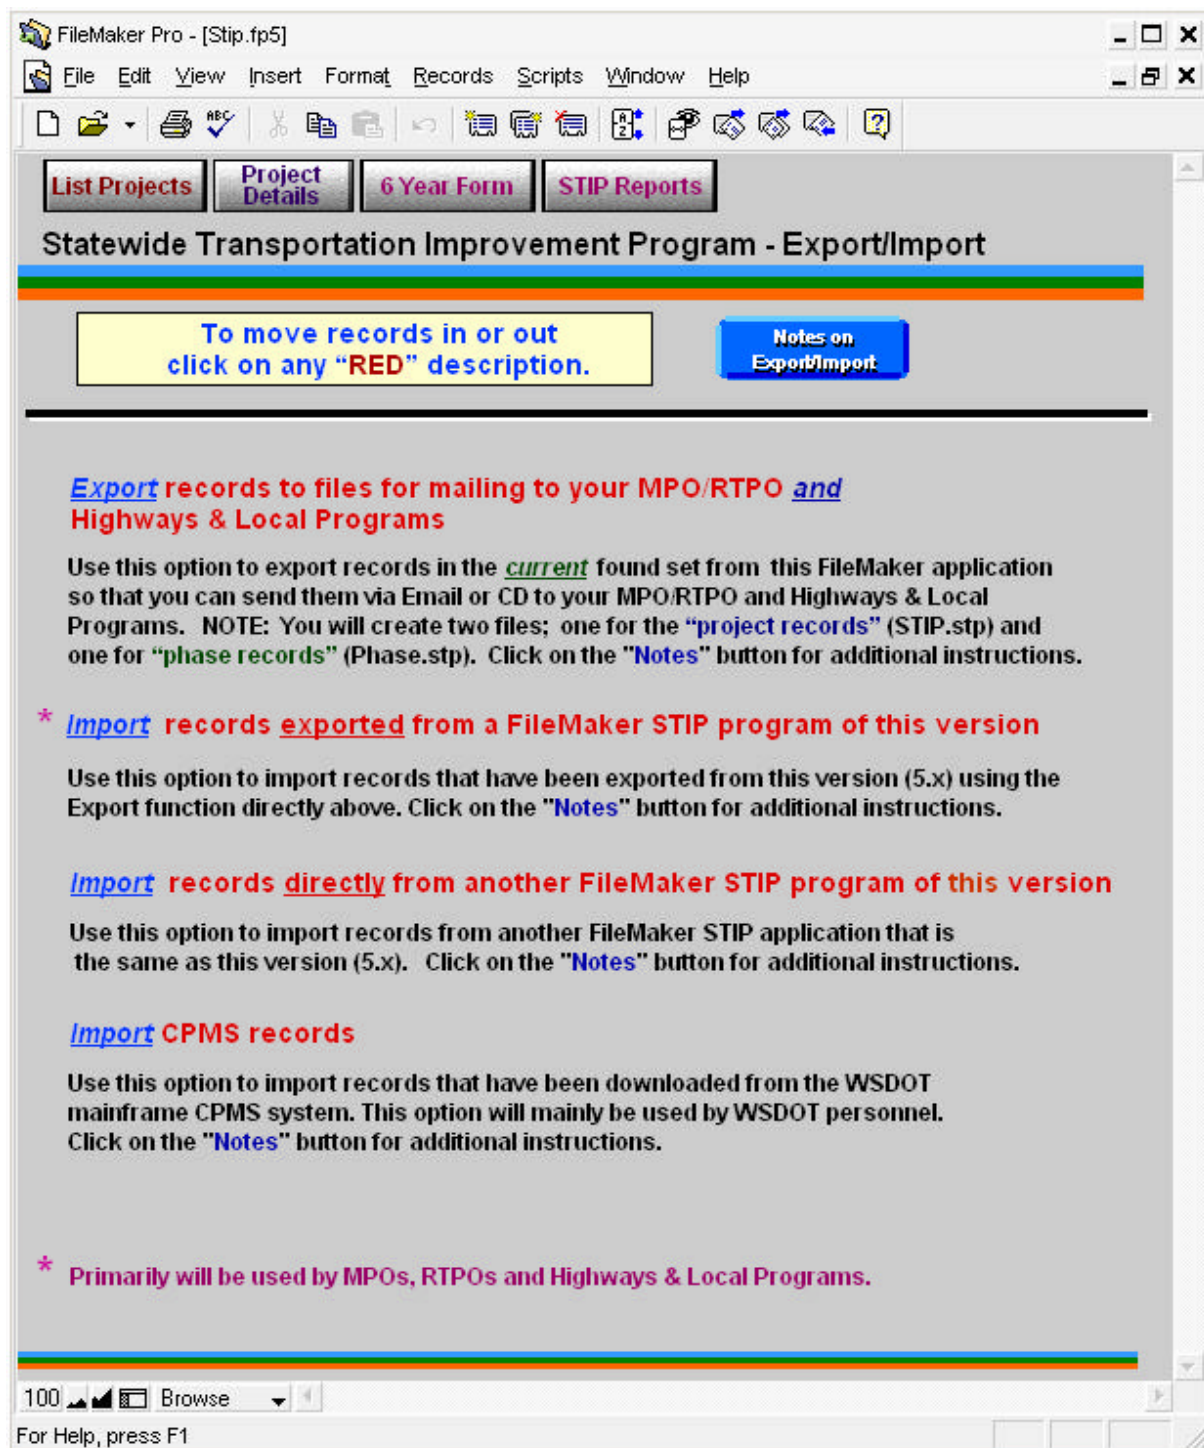 FileMaker Pro - [Stip.fp5]
File Edit View Insert Format Records Scripts Window Help
ABC
List Projects
Project
Details
6 Year Form
STIP Reports
Statewide Transportation Improvement Program - Export/Import
To move records in or out
click on any “RED” description.
Notes on
Export/Import
Export records to files for mailing to your MPO/RTPO and
Highways & Local Programs
Use this option to export records in the current found set from this FileMaker application
so that you can send them via Email or CD to your MPO/RTPO and Highways & Local
Programs. NOTE: You will create two files; one for the “project records” (STIP.stp) and
one for “phase records” (Phase.stp). Click on the "Notes" button for additional instructions.
* Import records exported from a FileMaker STIP program of this version
Use this option to import records that have been exported from this version (5.x) using the
Export function directly above. Click on the "Notes" button for additional instructions.
Import records directly from another FileMaker STIP program of this version
Use this option to import records from another FileMaker STIP application that is
the same as this version (5.x). Click on the "Notes" button for additional instructions.
Import CPMS records
Use this option to import records that have been downloaded from the WSDOT
mainframe CPMS system. This option will mainly be used by WSDOT personnel.
Click on the "Notes" button for additional instructions.
* Primarily will be used by MPOs, RTPOs and Highways & Local Programs.
100 Browse
For Help, press F1